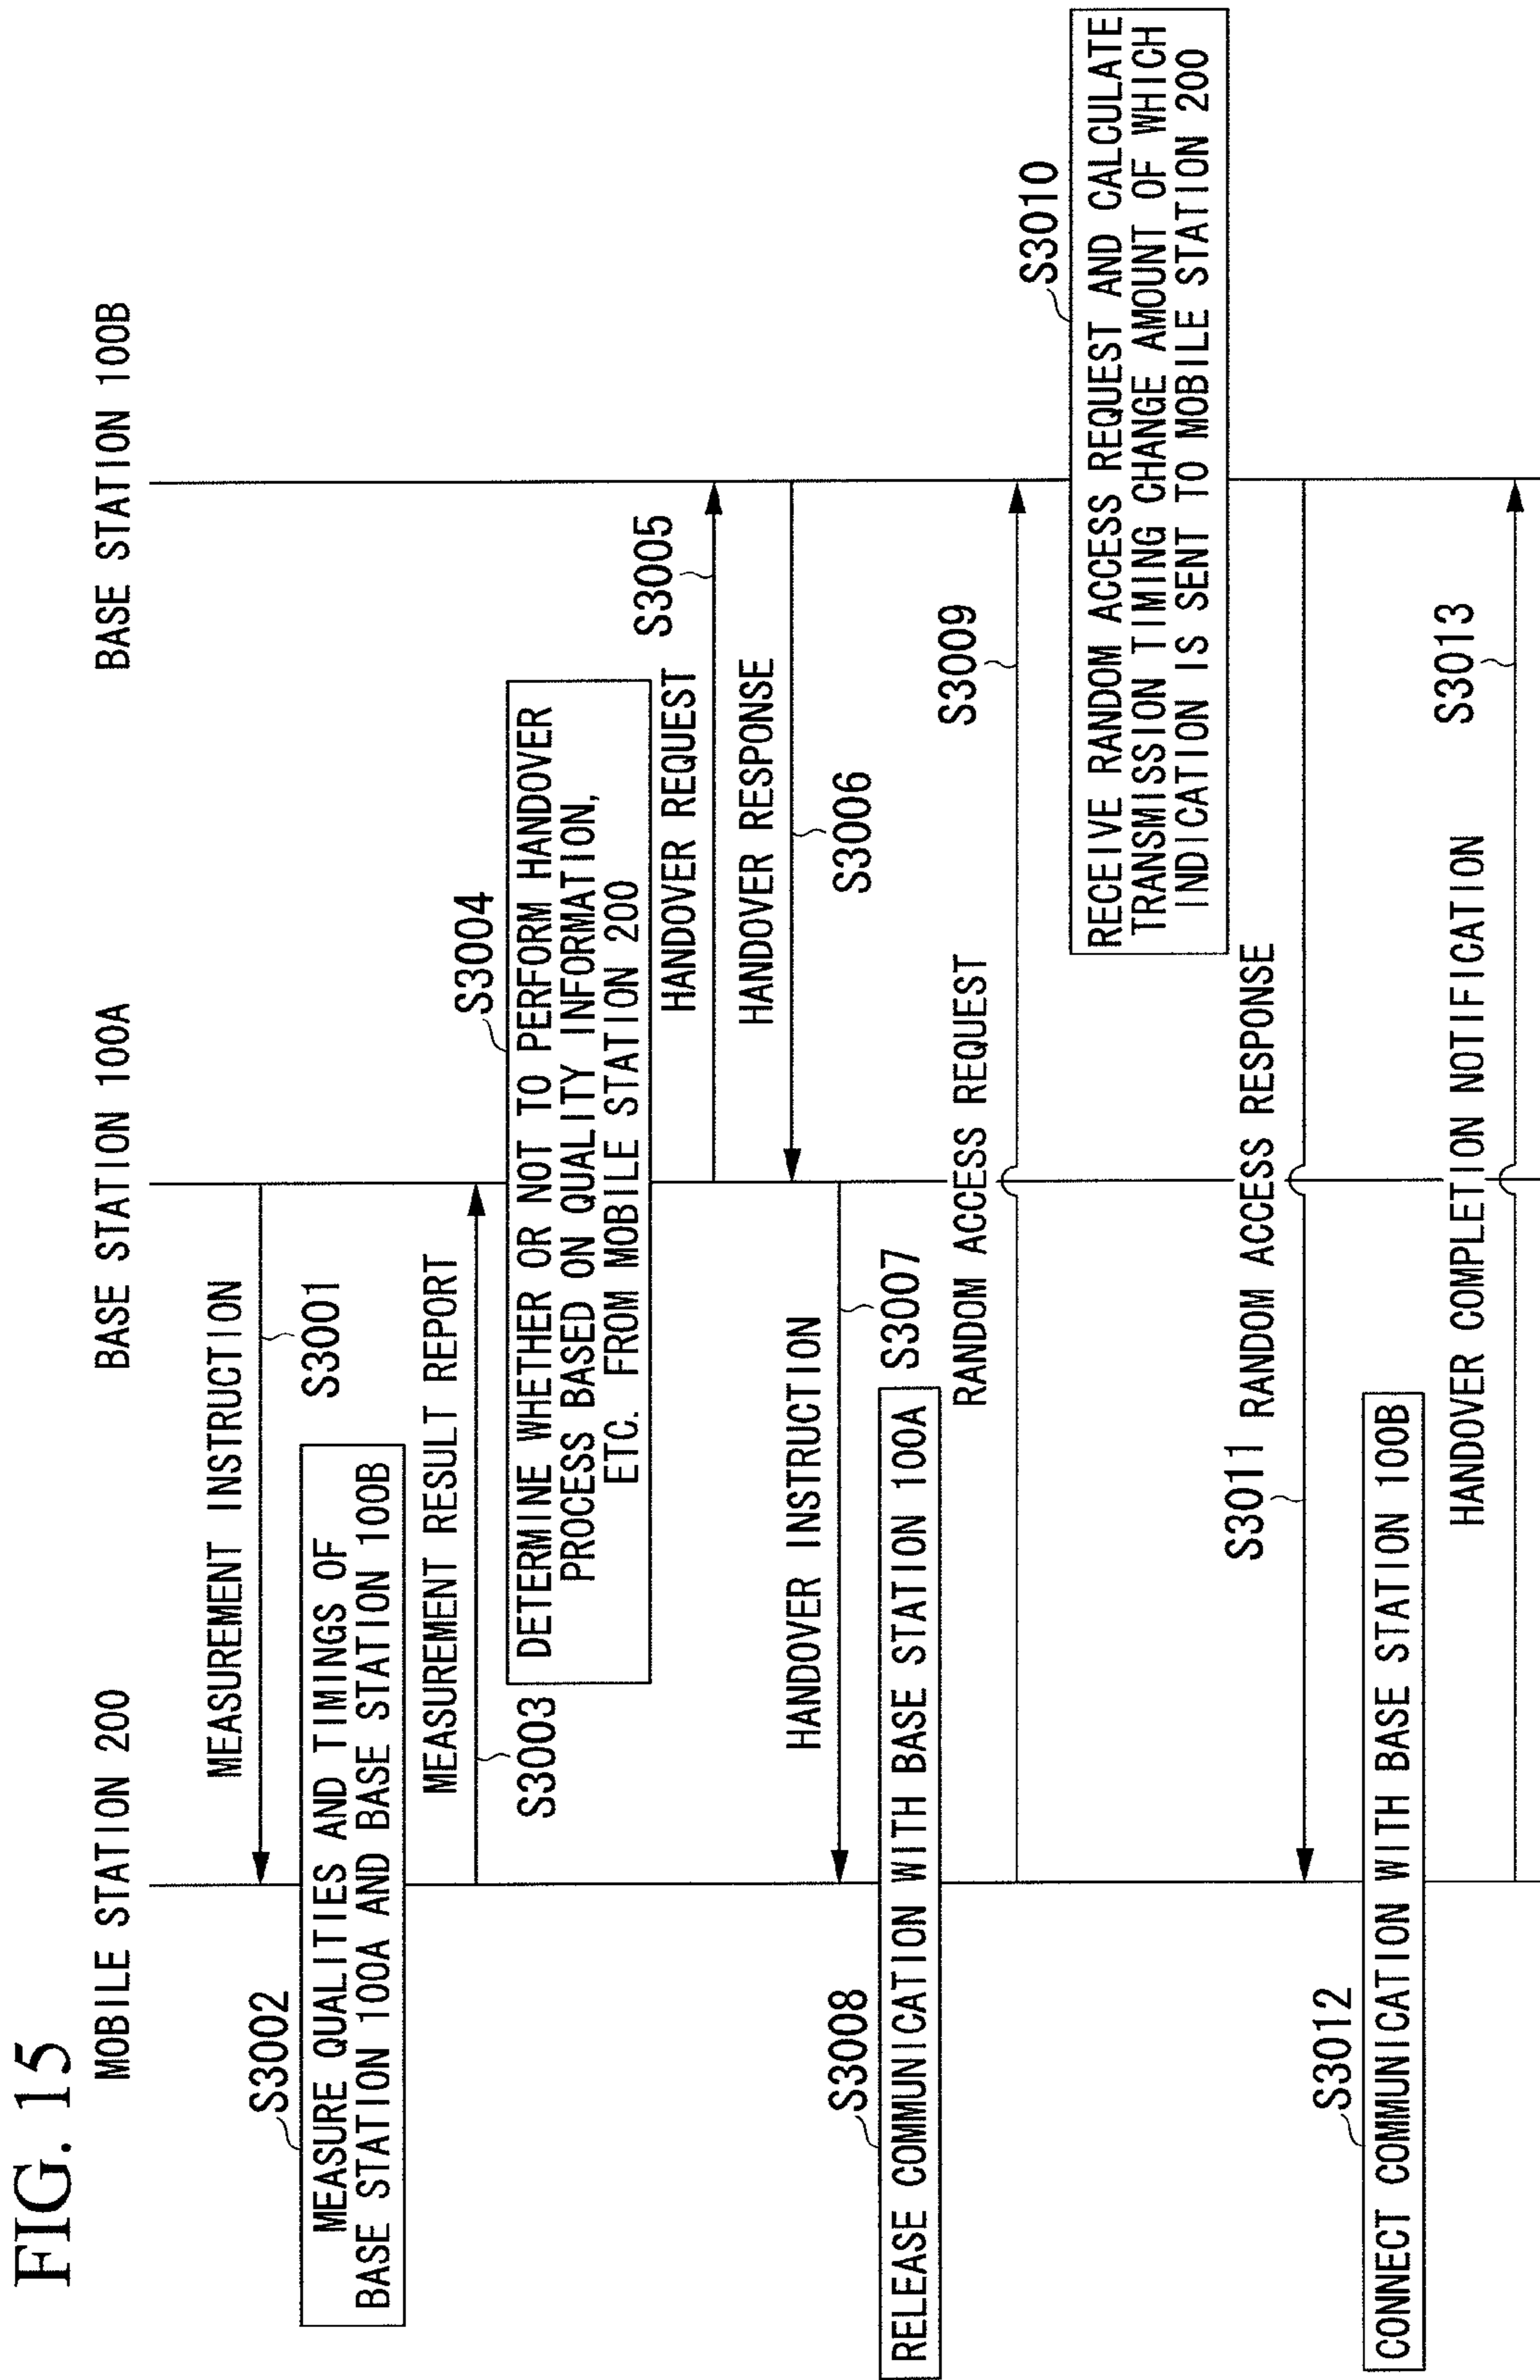 FIG. 15
MOBILE STATION 200
BASE STATION 100A
BASE STATION 100B
MEASUREMENT INSTRUCTION
S3001
S3002
MEASURE QUALITIES AND TIMINGS OF
BASE STATION 100A AND BASE STATION 100B
MEASUREMENT RESULT REPORT
S3003
S3004
DETERMINE WHETHER OR NOT TO PERFORM HANDOVER
PROCESS BASED ON QUALITY INFORMATION,
ETC. FROM MOBILE STATION 200
HANDOVER REQUEST
S3005
HANDOVER RESPONSE
S3006
HANDOVER INSTRUCTION
S3007
S3008
RELEASE COMMUNICATION WITH BASE STATION 100A
RANDOM ACCESS REQUEST
S3009
S3010
RECEIVE RANDOM ACCESS REQUEST AND CALCULATE
TRANSMISSION TIMING CHANGE AMOUNT OF WHICH
INDICATION IS SENT TO MOBILE STATION 200
S3011 RANDOM ACCESS RESPONSE
S3012
CONNECT COMMUNICATION WITH BASE STATION 100B
HANDOVER COMPLETION NOTIFICATION
S3013